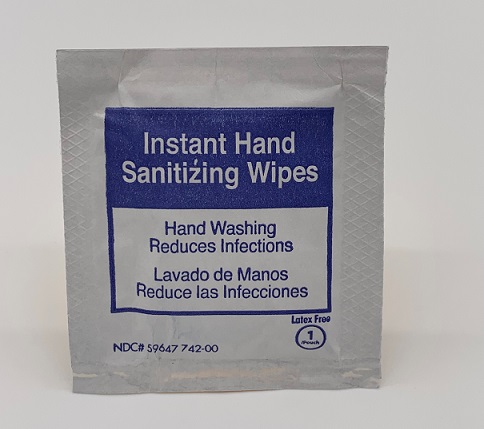 Instant Hand
Sanitizing Wipes
Hand Washing
Reduces Infections
Lavado de Manos
Reduce las Infecciones
Latex Free
1
/Pouch
NDC# 59647 742-00